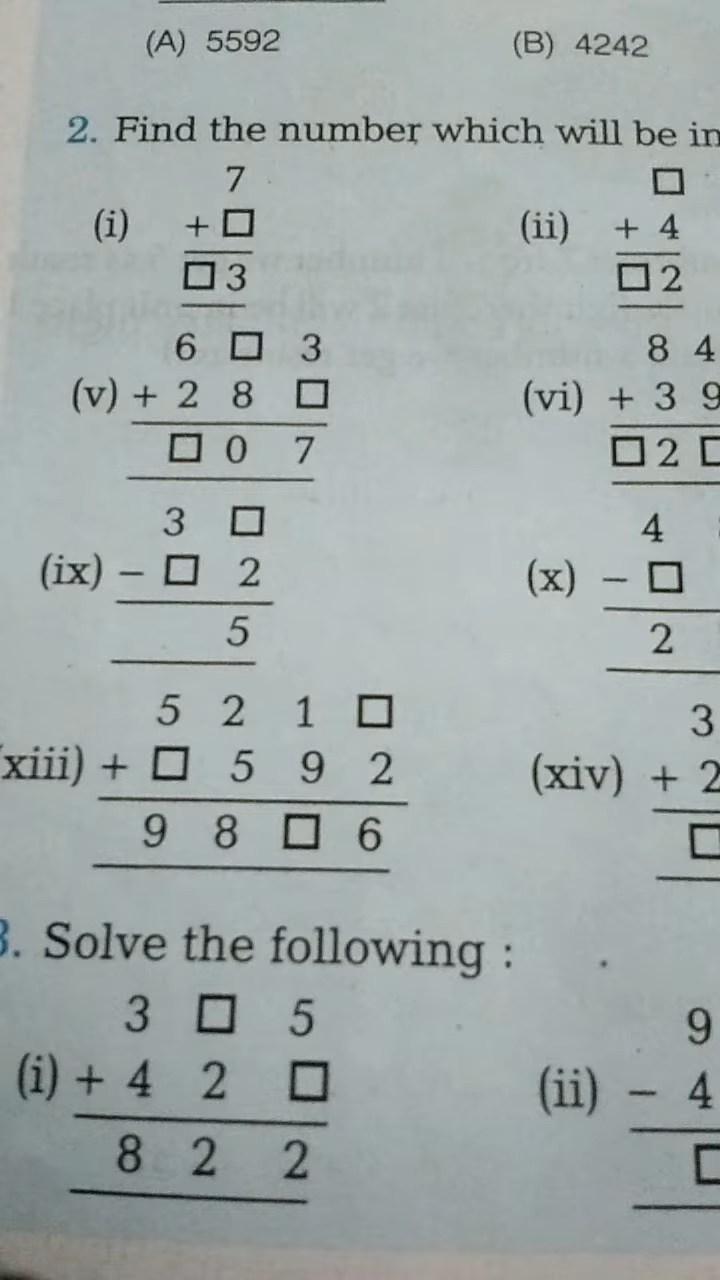 (A) 5592 (B) 4242
2. Find the number which will be in
7 □
(i) + □ (ii) + 4
□ 3 □ 2
6 □ 3 8 4
(v) + 2 8 □ (vi) + 3 9
□ 0 7 □ 2 □
3 □ 4
(ix) − □ 2 (x) − □
5 2
5 2 1 □ 3
xiii) + □ 5 9 2 (xiv) + 2
9 8 □ 6 □
3. Solve the following :
3 □ 5 9
(i) + 4 2 □ (ii) − 4
8 2 2 □